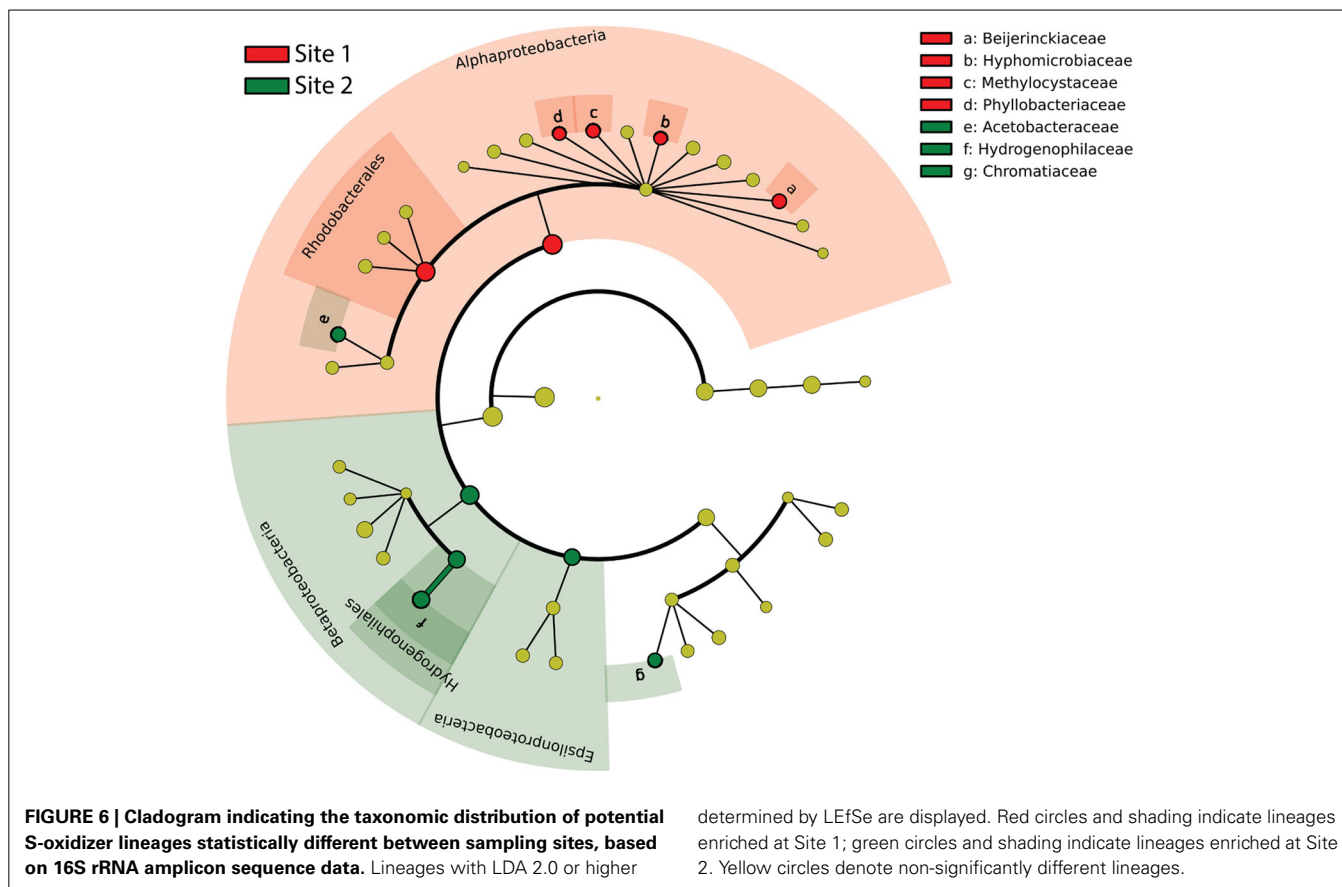 Site 1
Site 2
Alphaproteobacteria
a: Beijerinckiaceae
b: Hyphomicrobiaceae
c: Methylocystaceae
d: Phyllobacteriaceae
e: Acetobacteraceae
f: Hydrogenophilaceae
g: Chromatiaceae
d
c
b
a
Rhodobacterales
e
Betaproteobacteria
f
Hydrogenophilales
g
Epsilonproteobacteria
FIGURE 6 | Cladogram indicating the taxonomic distribution of potential
S-oxidizer lineages statistically different between sampling sites, based
on 16S rRNA amplicon sequence data. Lineages with LDA 2.0 or higher
determined by LEfSe are displayed. Red circles and shading indicate lineages
enriched at Site 1; green circles and shading indicate lineages enriched at Site
2. Yellow circles denote non-significantly different lineages.